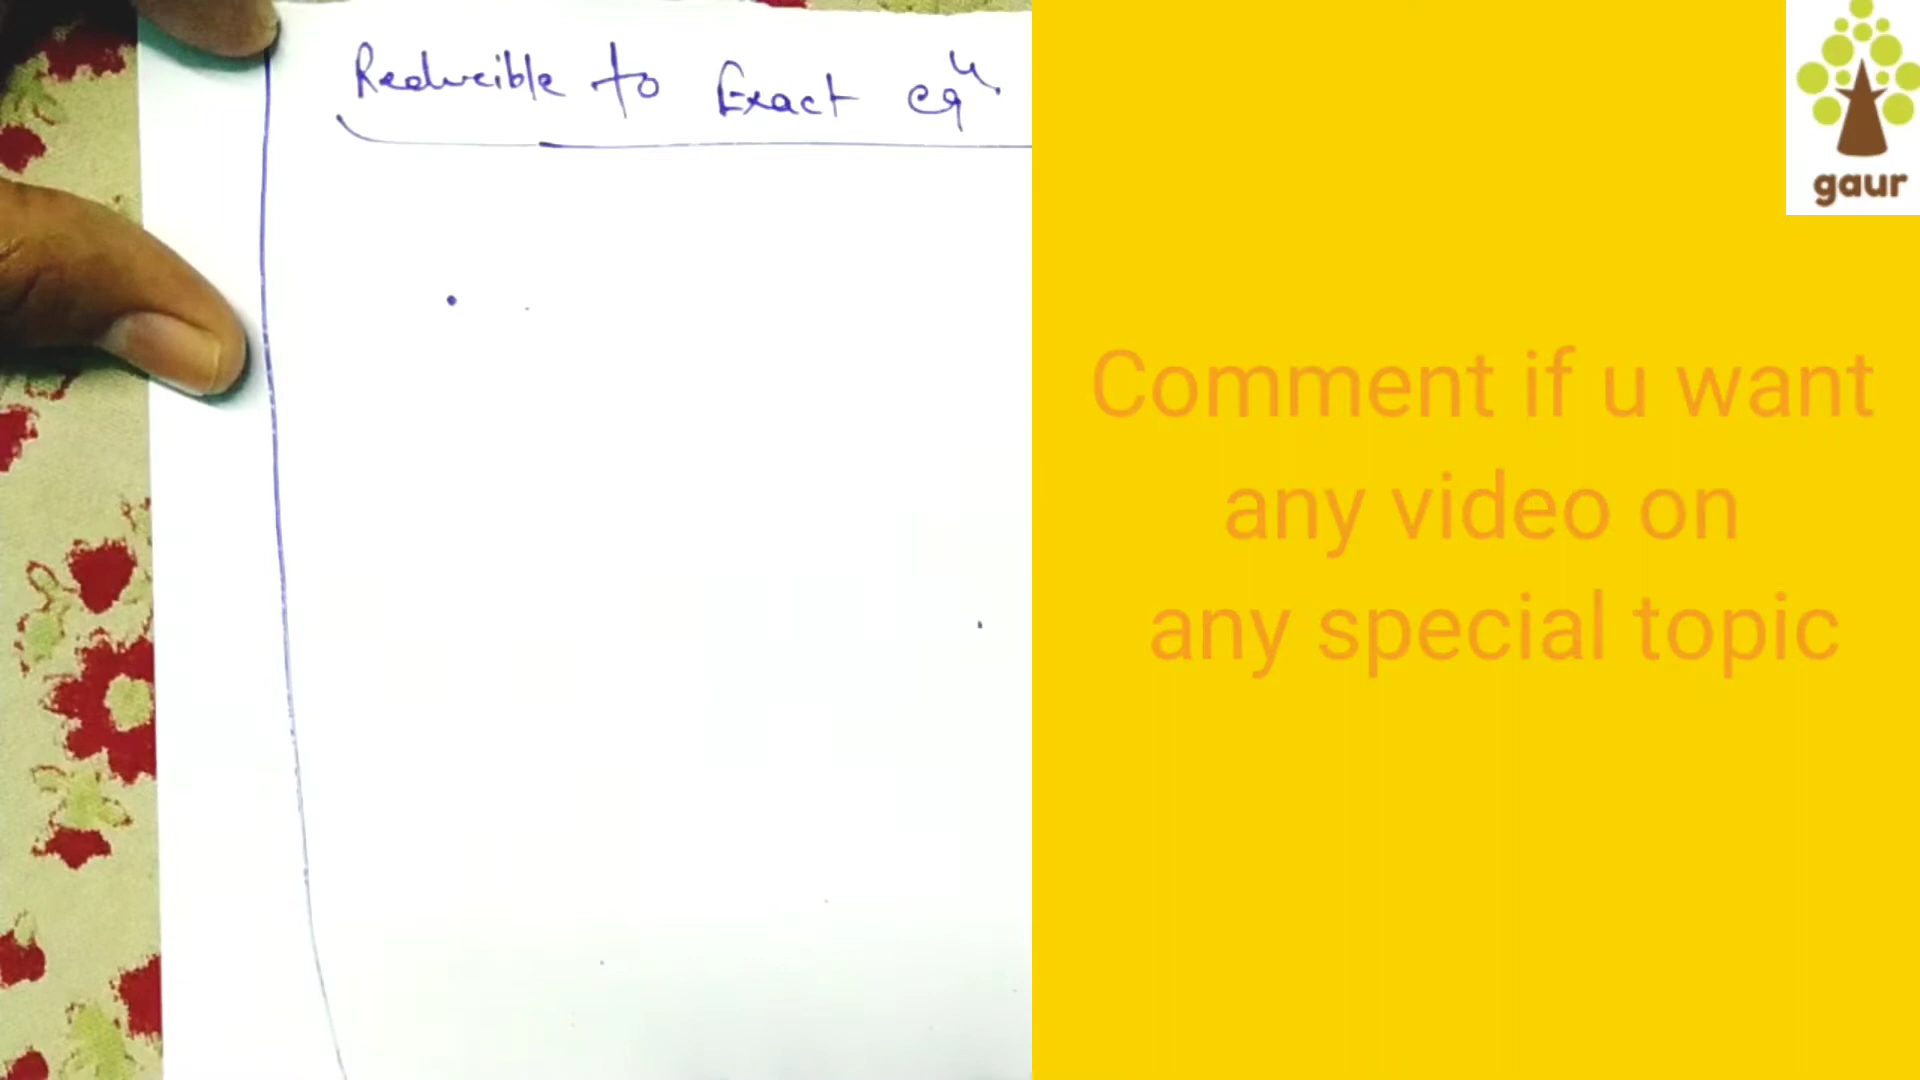 Reducible to Exact eqⁿ.
gaur
Comment if u want
any video on
any special topic